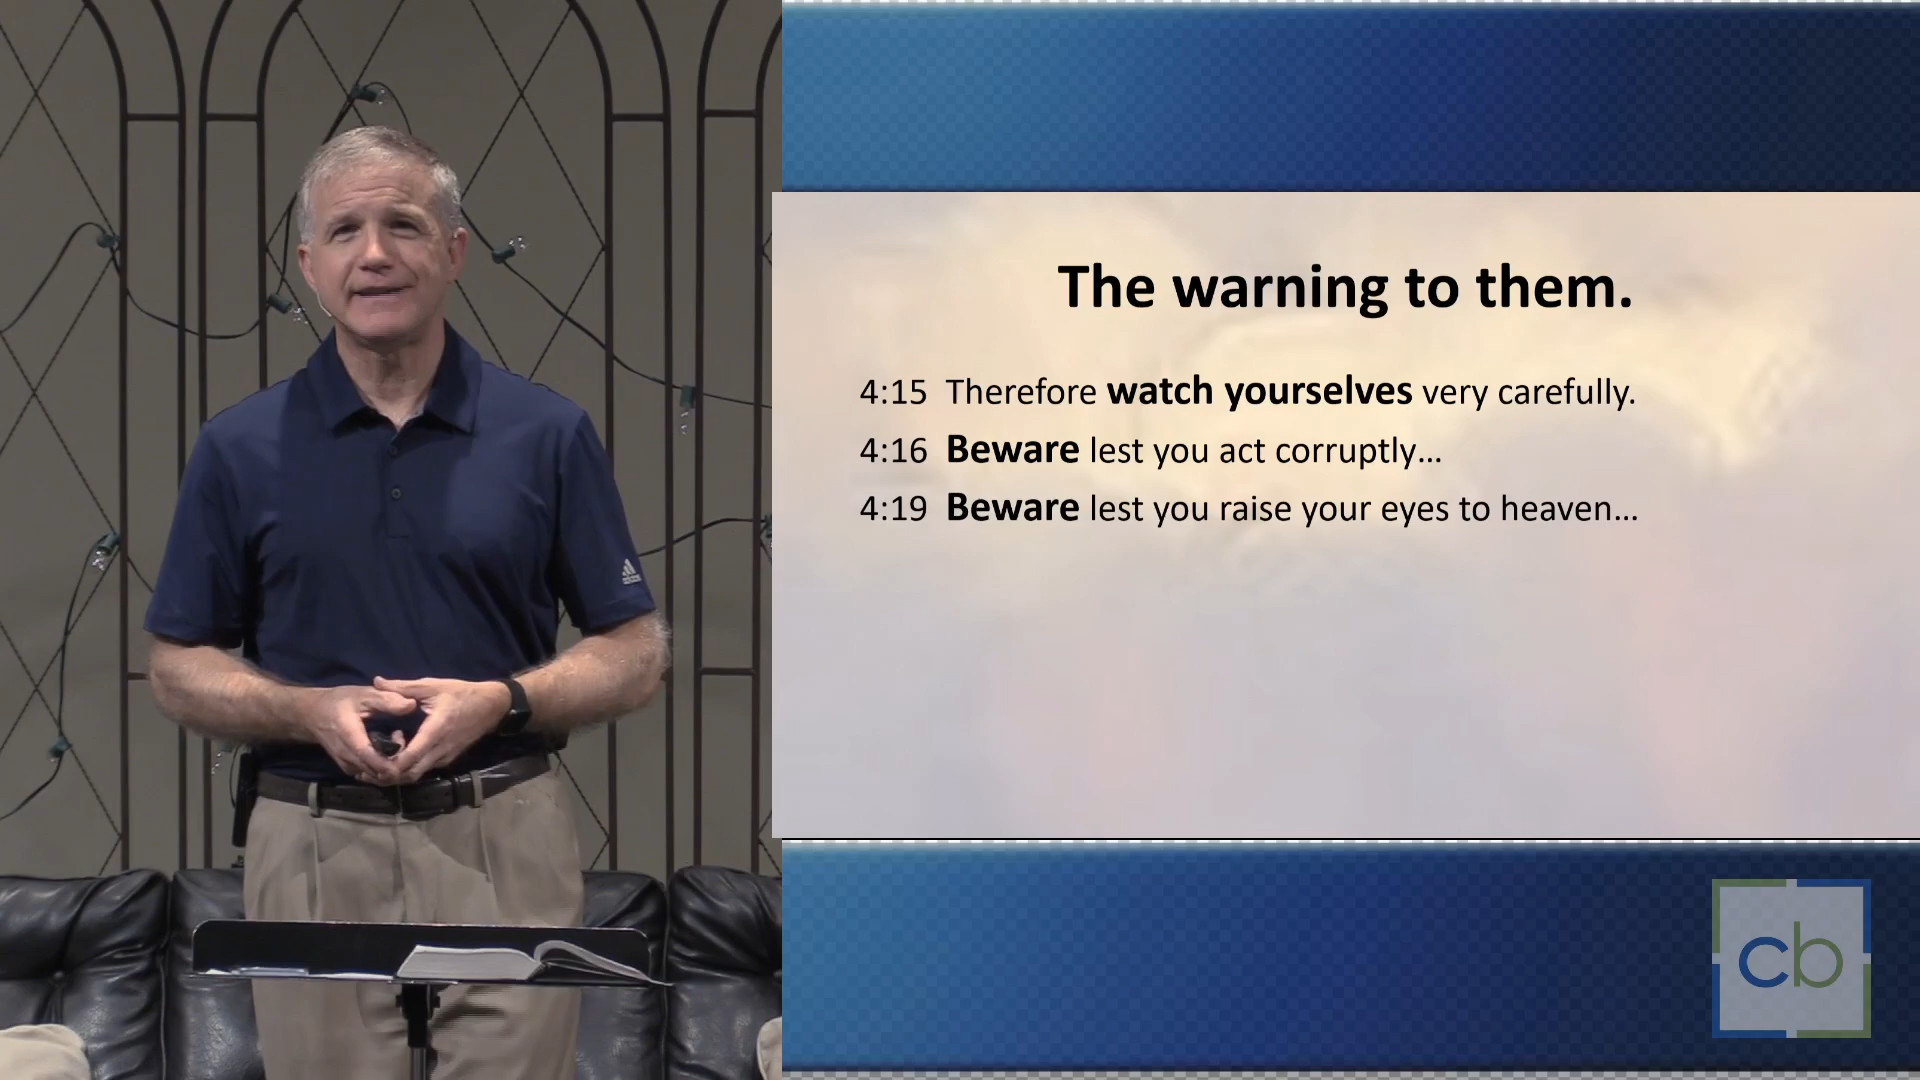 The warning to them.
4:15 Therefore watch yourselves very carefully.
4:16 Beware lest you act corruptly…
4:19 Beware lest you raise your eyes to heaven…
cb